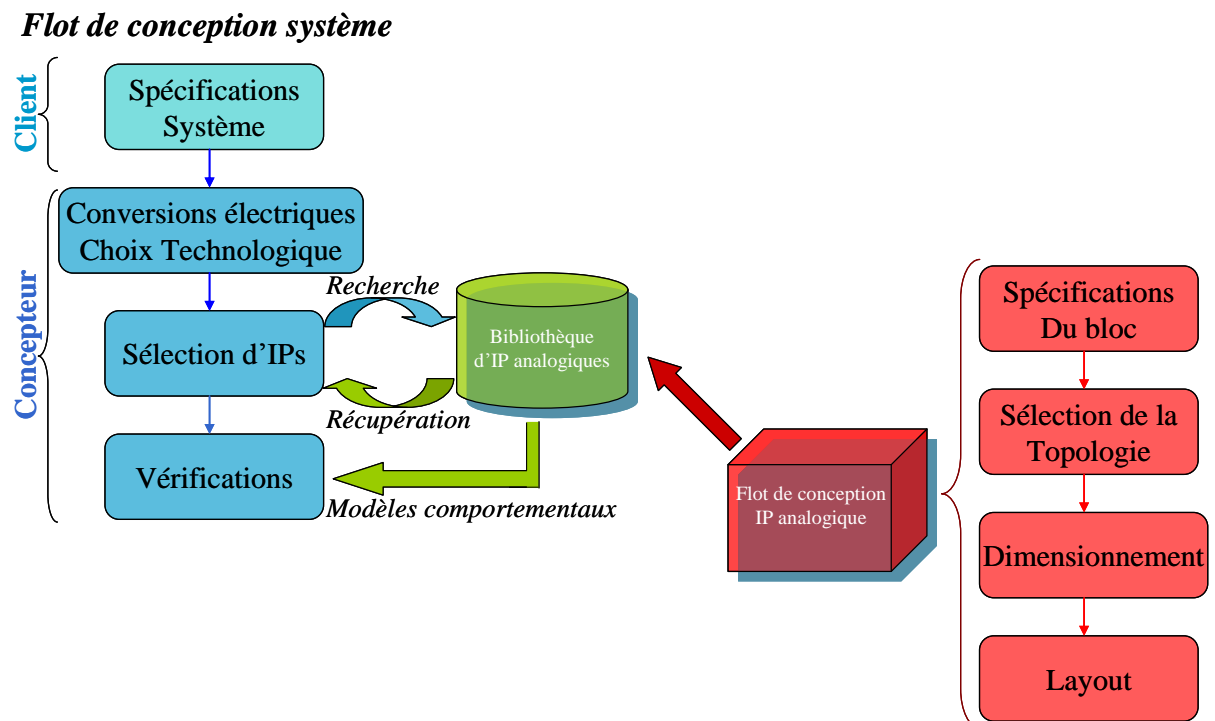 Flot de conception système
Client
Spécifications
Système
Concepteur
Conversions électriques
Choix Technologique
Recherche
Sélection d’IPs
Bibliothèque
d’IP analogiques
Récupération
Vérifications
Modèles comportementaux
Flot de conception
IP analogique
Spécifications
Du bloc
Sélection de la
Topologie
Dimensionnement
Layout